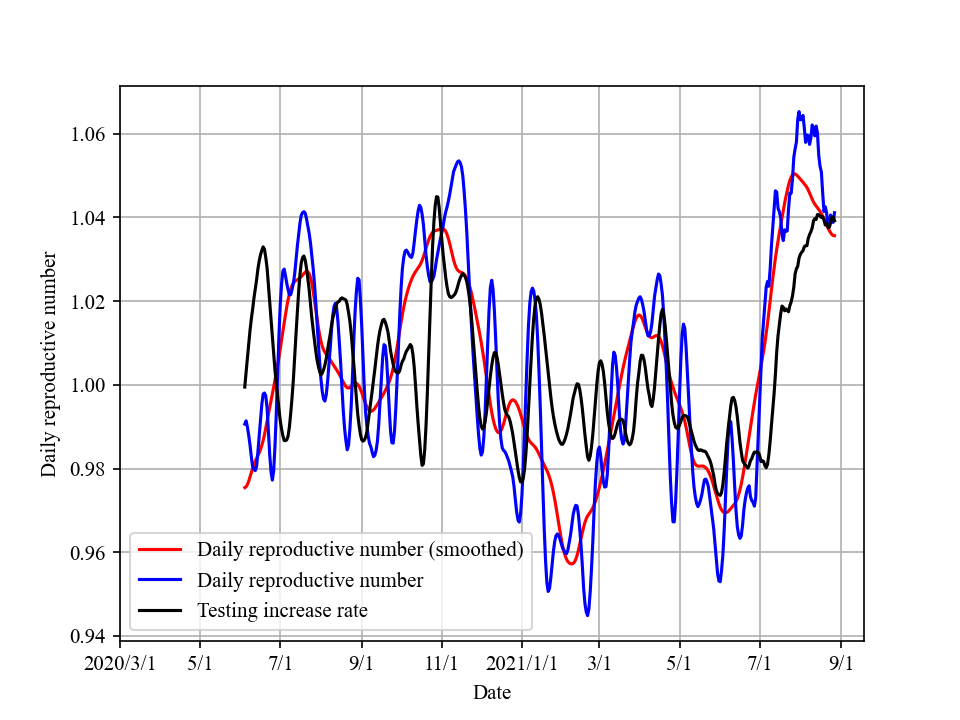 1.06
1.04
1.02
1.00
0.98
0.96
0.94
Daily reproductive number
Daily reproductive number (smoothed)
Daily reproductive number
Testing increase rate
2020/3/1 5/1 7/1 9/1 11/1 2021/1/1 3/1 5/1 7/1 9/1
Date